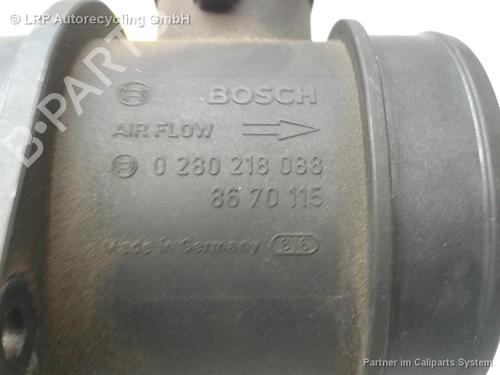 © LRP Autorecycling GmbH
BOSCH
AIR FLOW
0 280 218 088
86 70 115
Made in Germany
B-PARTS
Partner im Callparts System